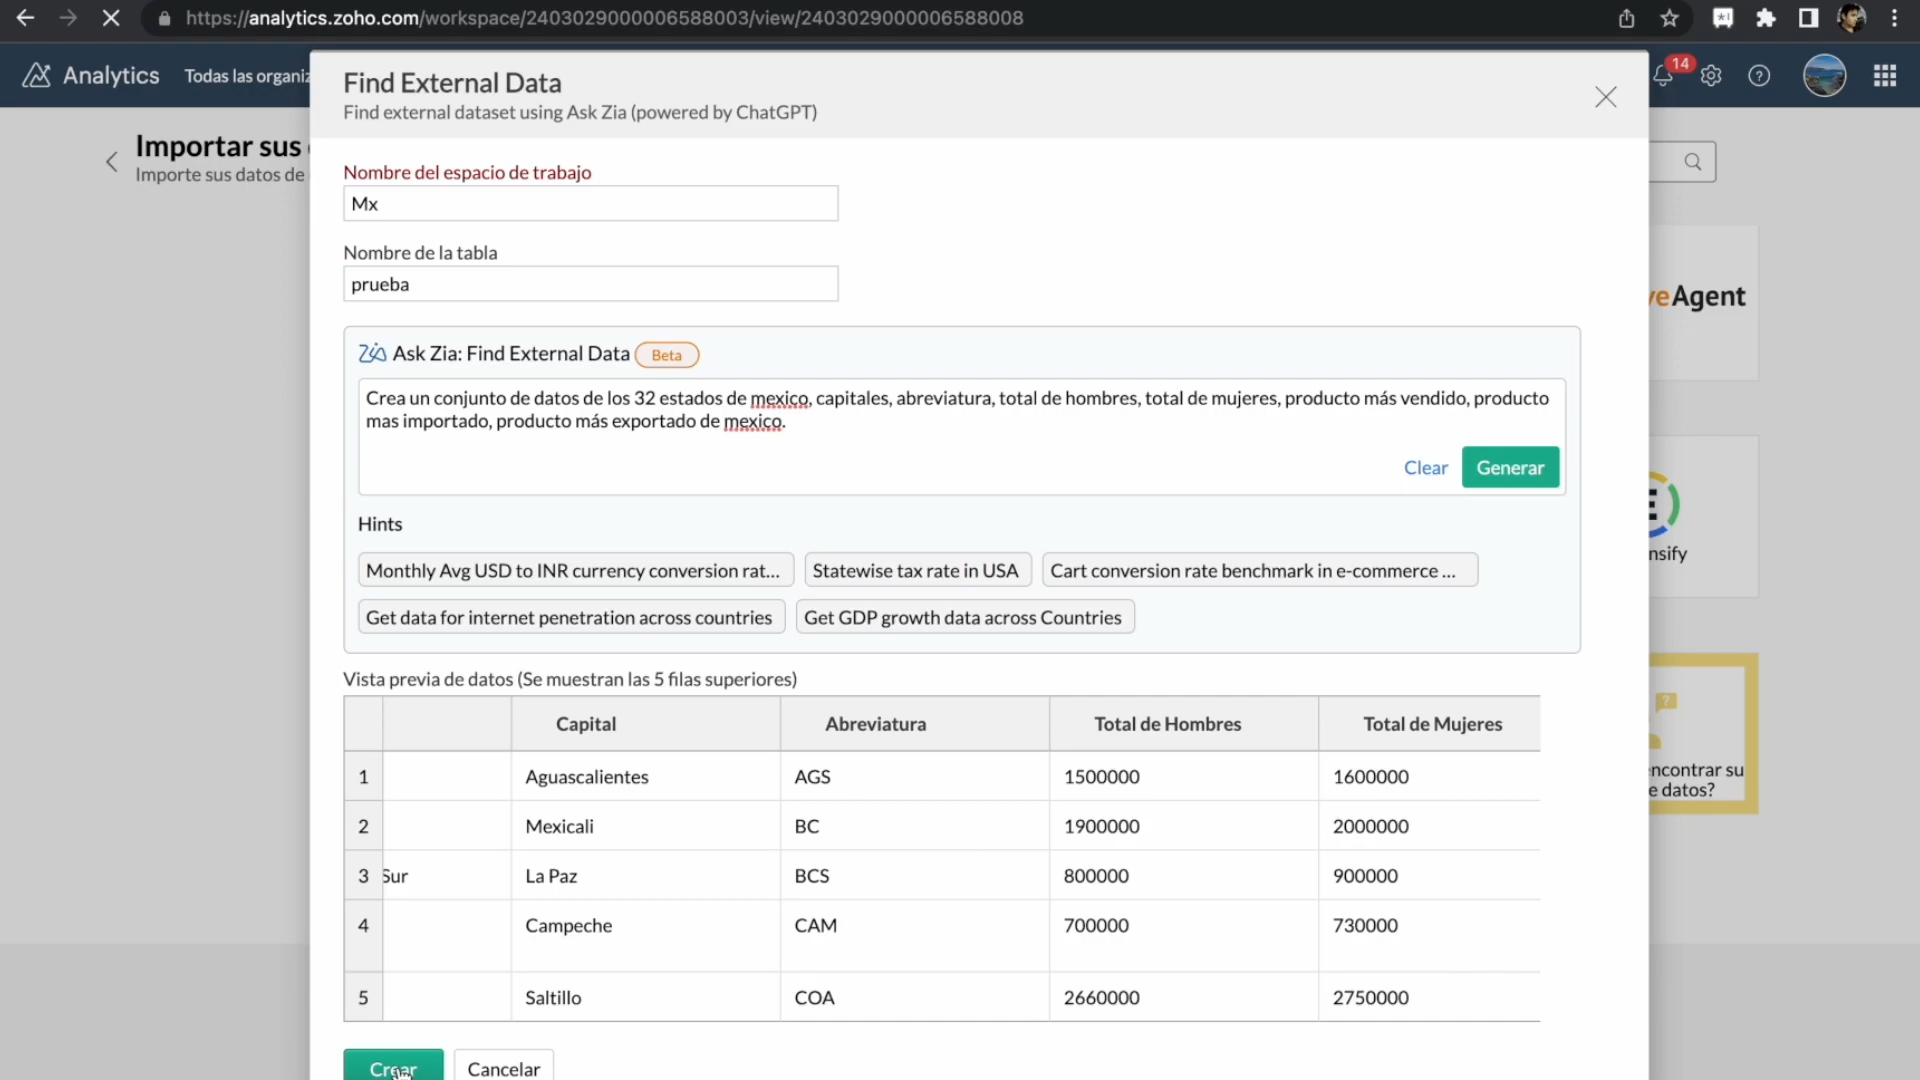 https://analytics.zoho.com/workspace/2403029000006588003/view/2403029000006588008
Analytics
Todas las organiz
14
Importar sus
Importe sus datos de
Find External Data
Find external dataset using Ask Zia (powered by ChatGPT)
Nombre del espacio de trabajo
Mx
Nombre de la tabla
prueba
Zia Ask Zia: Find External Data Beta
Crea un conjunto de datos de los 32 estados de mexico, capitales, abreviatura, total de hombres, total de mujeres, producto más vendido, producto
mas importado, producto más exportado de mexico.
Clear Generar
Hints
Monthly Avg USD to INR currency conversion rat... Statewise tax rate in USA Cart conversion rate benchmark in e-commerce ...
Get data for internet penetration across countries Get GDP growth data across Countries
Vista previa de datos (Se muestran las 5 filas superiores)
Capital Abreviatura Total de Hombres Total de Mujeres
1 Aguascalientes AGS 1500000 1600000
2 Mexicali BC 1900000 2000000
3 Sur La Paz BCS 800000 900000
4 Campeche CAM 700000 730000
5 Saltillo COA 2660000 2750000
Crear Cancelar
veAgent
nsify
encontrar su
e datos?